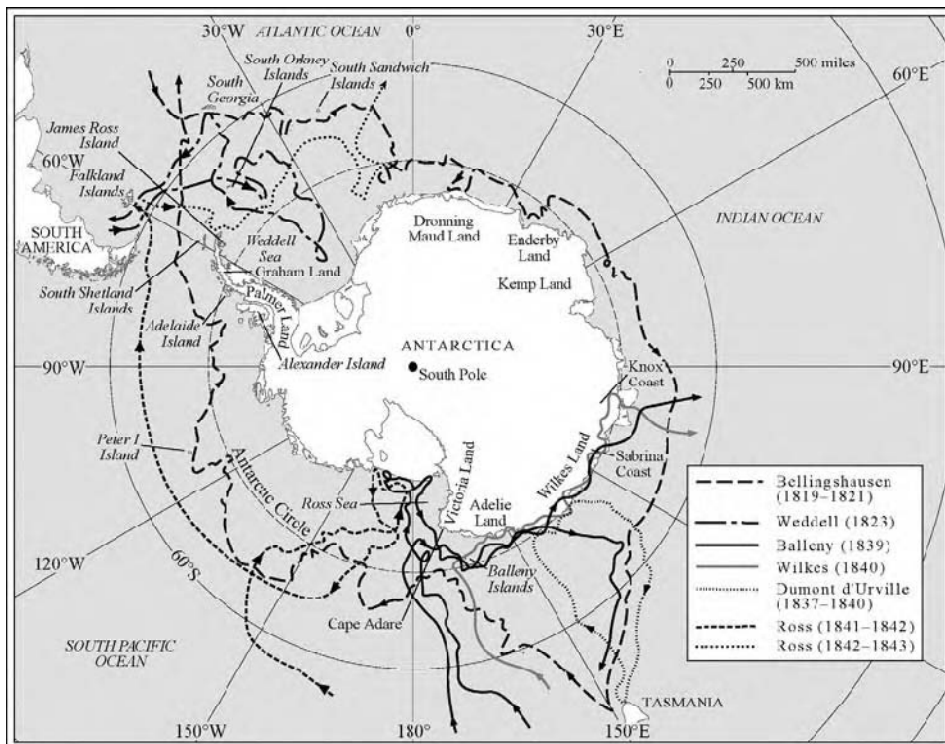 30°W
ATLANTIC OCEAN
0°
30°E
60°E
0 250 500 miles
0 250 500 km
South Orkney
Islands
South Sandwich
Islands
South
Georgia
James Ross
Island
60°W
Falkland
Islands
SOUTH
AMERICA
Weddell
Sea
Graham Land
South Shetland
Islands
Palmer Land
Adelaide
Island
Alexander Island
Dronning
Maud Land
Enderby
Land
Kemp Land
INDIAN OCEAN
ANTARCTICA
South Pole
90°W
90°E
Knox
Coast
Peter I
Island
Antarcac Circle
Ross Sea
Victoria Land
Adelie
Land
Wilkes Land
Sabrina
Coast
60°S
120°W
Balleny
Islands
Cape Adare
SOUTH PACIFIC
OCEAN
150°W
180°
150°E
TASMANIA
Bellingshausen
(1819–1821)
Weddell (1823)
Balleny (1839)
Wilkes (1840)
Dumont d'Urville
(1837–1840)
Ross (1841–1842)
Ross (1842–1843)